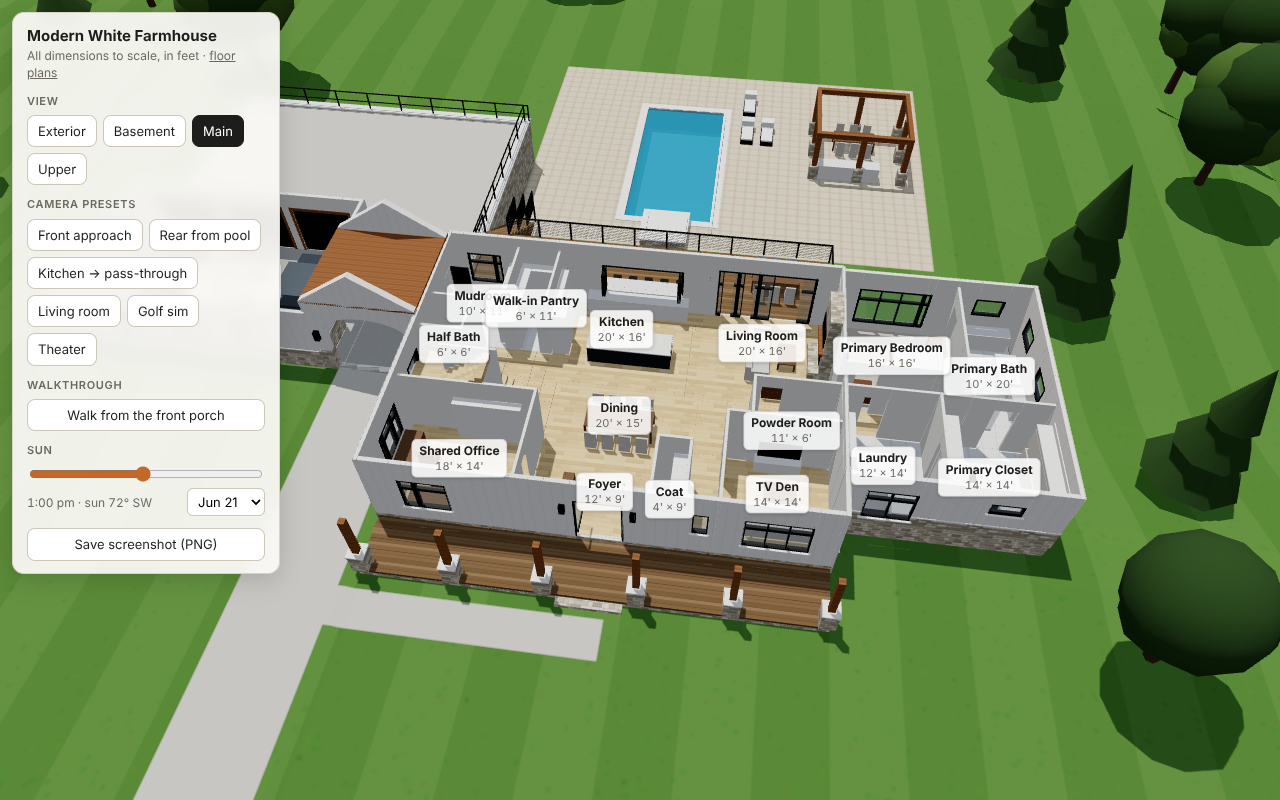 Modern White Farmhouse
All dimensions to scale, in feet · floor
plans
VIEW
Exterior
Basement
Main
Upper
CAMERA PRESETS
Front approach
Rear from pool
Kitchen → pass-through
Living room
Golf sim
Theater
WALKTHROUGH
Walk from the front porch
SUN
1:00 pm · sun 72° SW
Jun 21
Save screenshot (PNG)
Walk-in Pantry
6' × 11'
Half Bath
6' × 6'
Kitchen
20' × 16'
Living Room
20' × 16'
Primary Bedroom
16' × 16'
Primary Bath
10' × 20'
Dining
20' × 15'
Powder Room
11' × 6'
Shared Office
18' × 14'
Foyer
12' × 9'
Coat
4' × 9'
TV Den
14' × 14'
Laundry
12' × 14'
Primary Closet
14' × 14'